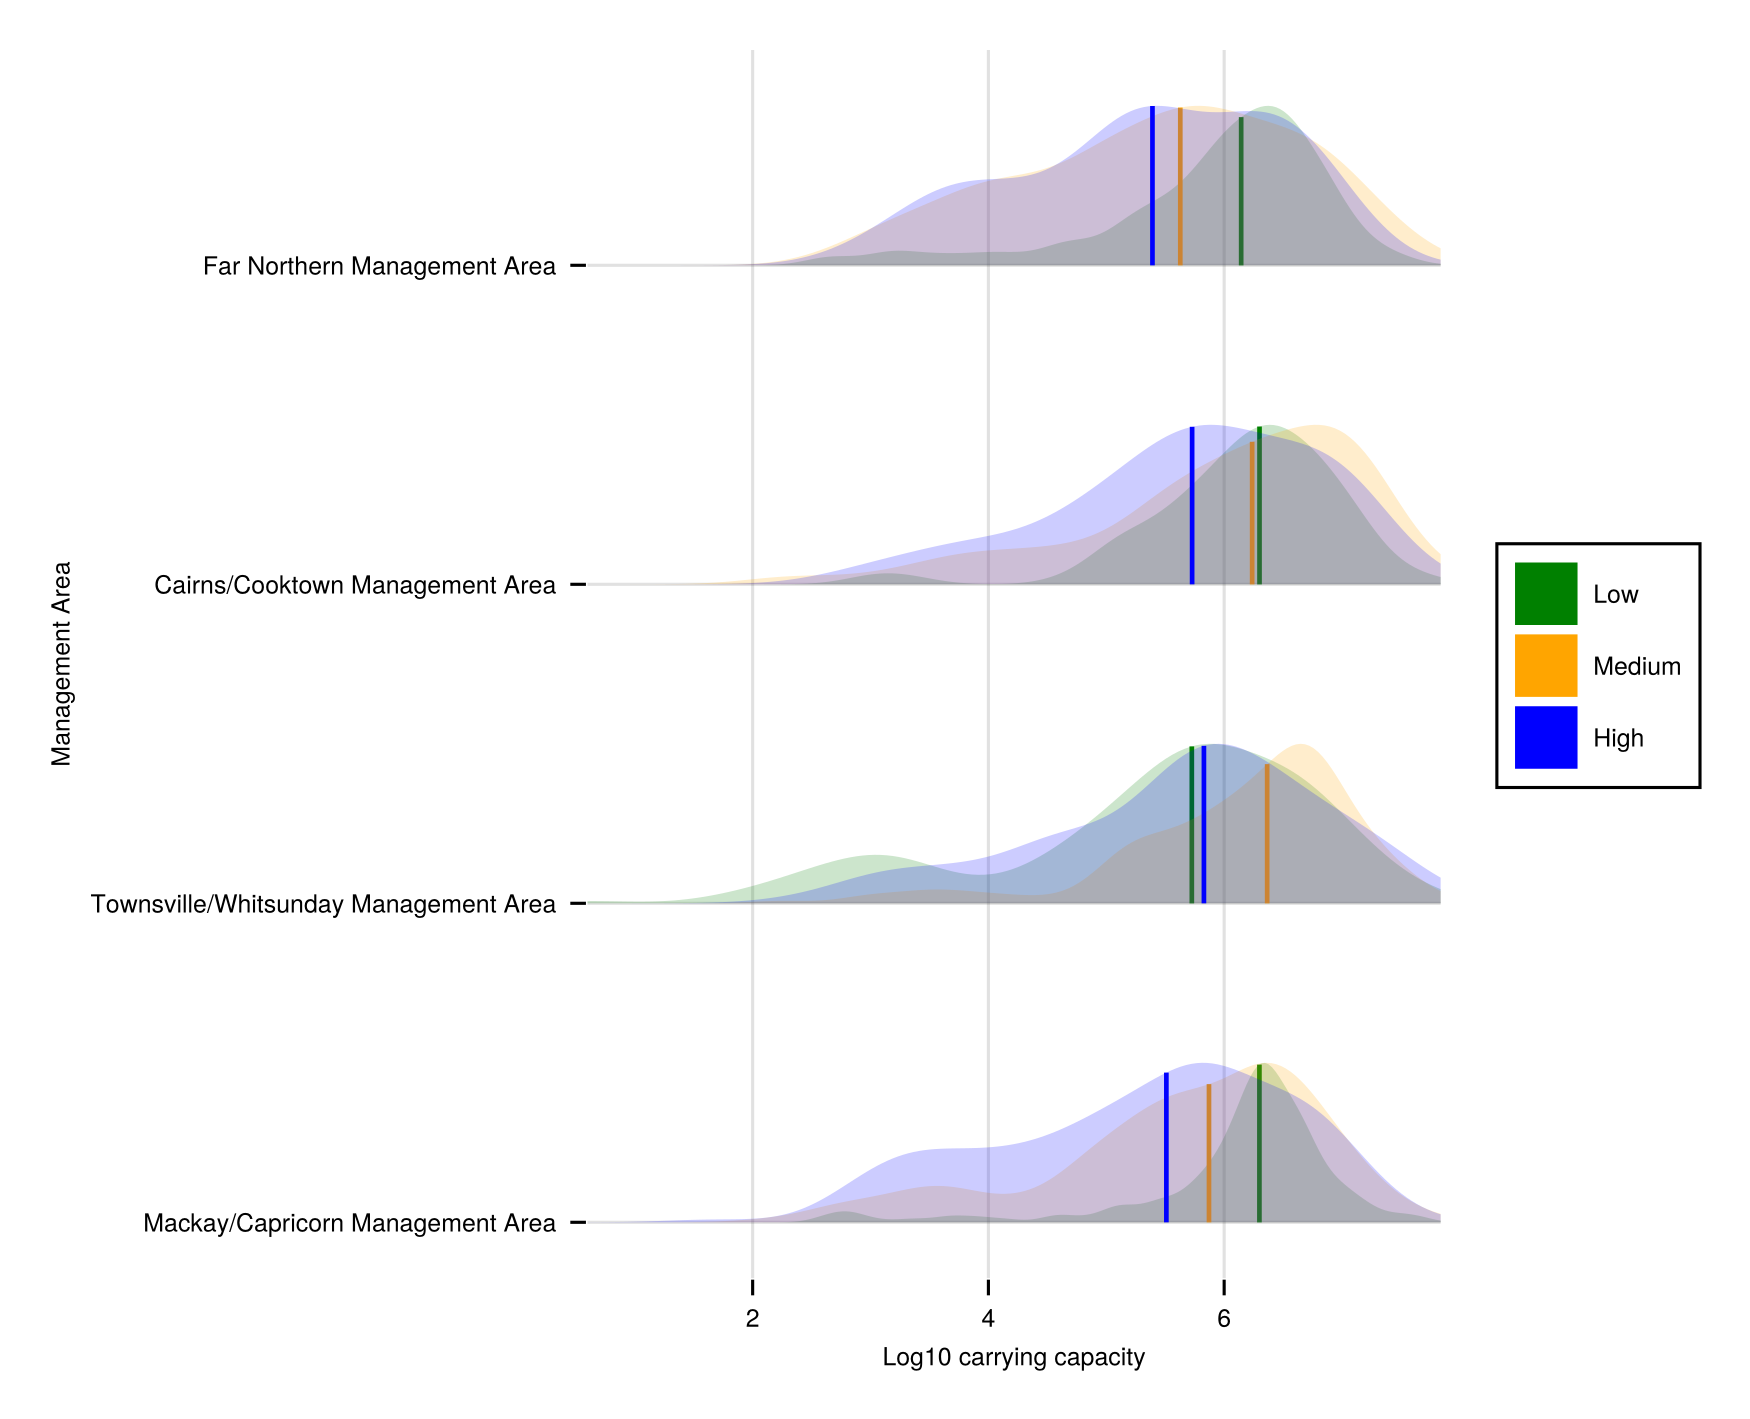 Far Northern Management Area
Cairns/Cooktown Management Area
Townsville/Whitsunday Management Area
Mackay/Capricorn Management Area
Management Area
2
4
6
Log10 carrying capacity
Low
Medium
High